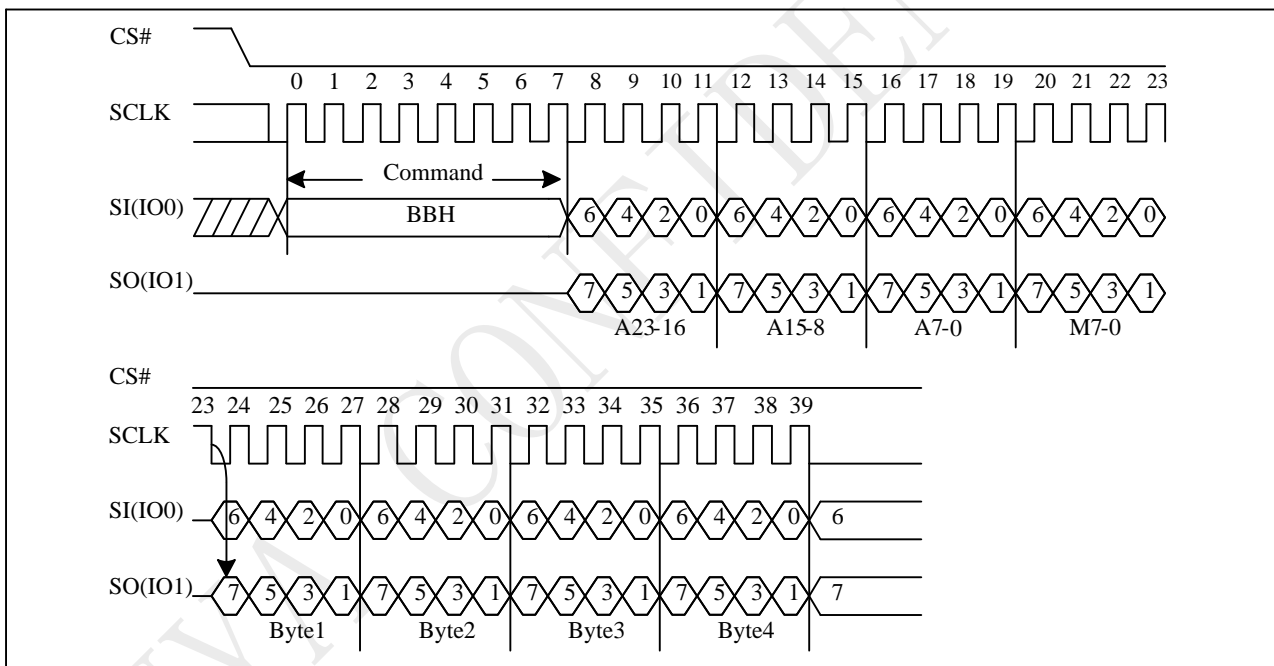 CS#
0 1 2 3 4 5 6 7 8 9 10 11 12 13 14 15 16 17 18 19 20 21 22 23
SCLK
Command
SI(IO0) BBH 6 4 2 0 6 4 2 0 6 4 2 0 6 4 2 0
SO(IO1) 7 5 3 1 7 5 3 1 7 5 3 1 7 5 3 1
A23-16 A15-8 A7-0 M7-0
CS#
23 24 25 26 27 28 29 30 31 32 33 34 35 36 37 38 39
SCLK
SI(IO0) 6 4 2 0 6 4 2 0 6 4 2 0 6 4 2 0 6
SO(IO1) 7 5 3 1 7 5 3 1 7 5 3 1 7 5 3 1 7
Byte1 Byte2 Byte3 Byte4